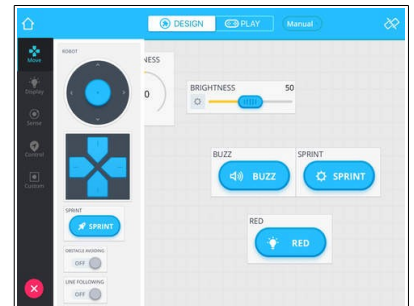 DESIGN PLAY Manual
Move
Display
Sense
Control
Custom
ROBOT
SPRINT
SPRINT
OBSTACLE AVOIDING
OFF
LINE FOLLOWING
OFF
NESS
0
BRIGHTNESS 50
BUZZ SPRINT
BUZZ SPRINT
RED
RED